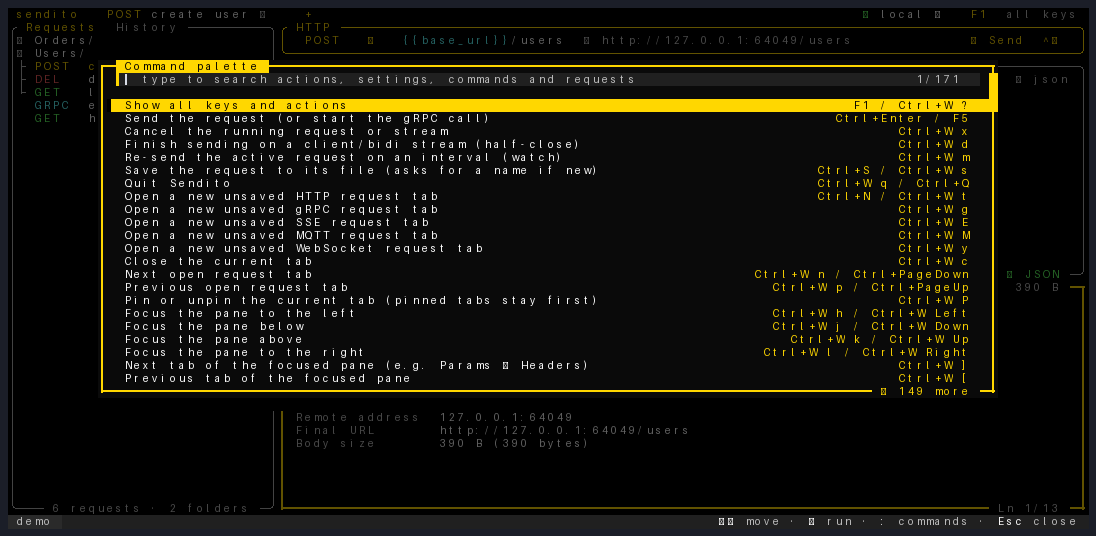 sendito POST create user +  local F1 all keys
Requests History HTTP
Orders/ POST {{base_url}}/users http://127.0.0.1:64049/users Send ^
Users/
POST c
DEL d json
GET l
GRPC e
GET h
Command palette
type to search actions, settings, commands and requests 1/171
Show all keys and actions F1 / Ctrl+W ?
Send the request (or start the gRPC call) Ctrl+Enter / F5
Cancel the running request or stream Ctrl+W x
Finish sending on a client/bidi stream (half-close) Ctrl+W d
Re-send the active request on an interval (watch) Ctrl+W m
Save the request to its file (asks for a name if new) Ctrl+S / Ctrl+W s
Quit Sendito Ctrl+W q / Ctrl+Q
Open a new unsaved HTTP request tab Ctrl+N / Ctrl+W t
Open a new unsaved gRPC request tab Ctrl+W g
Open a new unsaved SSE request tab Ctrl+W E
Open a new unsaved MQTT request tab Ctrl+W M
Open a new unsaved WebSocket request tab Ctrl+W y
Close the current tab Ctrl+W c
Next open request tab Ctrl+W n / Ctrl+PageDown
JSON
Previous open request tab Ctrl+W p / Ctrl+PageUp
390 B
Pin or unpin the current tab (pinned tabs stay first) Ctrl+W P
Focus the pane to the left Ctrl+W h / Ctrl+W Left
Focus the pane below Ctrl+W j / Ctrl+W Down
Focus the pane above Ctrl+W k / Ctrl+W Up
Focus the pane to the right Ctrl+W l / Ctrl+W Right
Next tab of the focused pane (e.g. Params Headers) Ctrl+W ]
Previous tab of the focused pane Ctrl+W [
149 more
Remote address 127.0.0.1:64049
Final URL http://127.0.0.1:64049/users
Body size 390 B (390 bytes)
6 requests · 2 folders Ln 1/13
demo move · run · : commands · Esc close